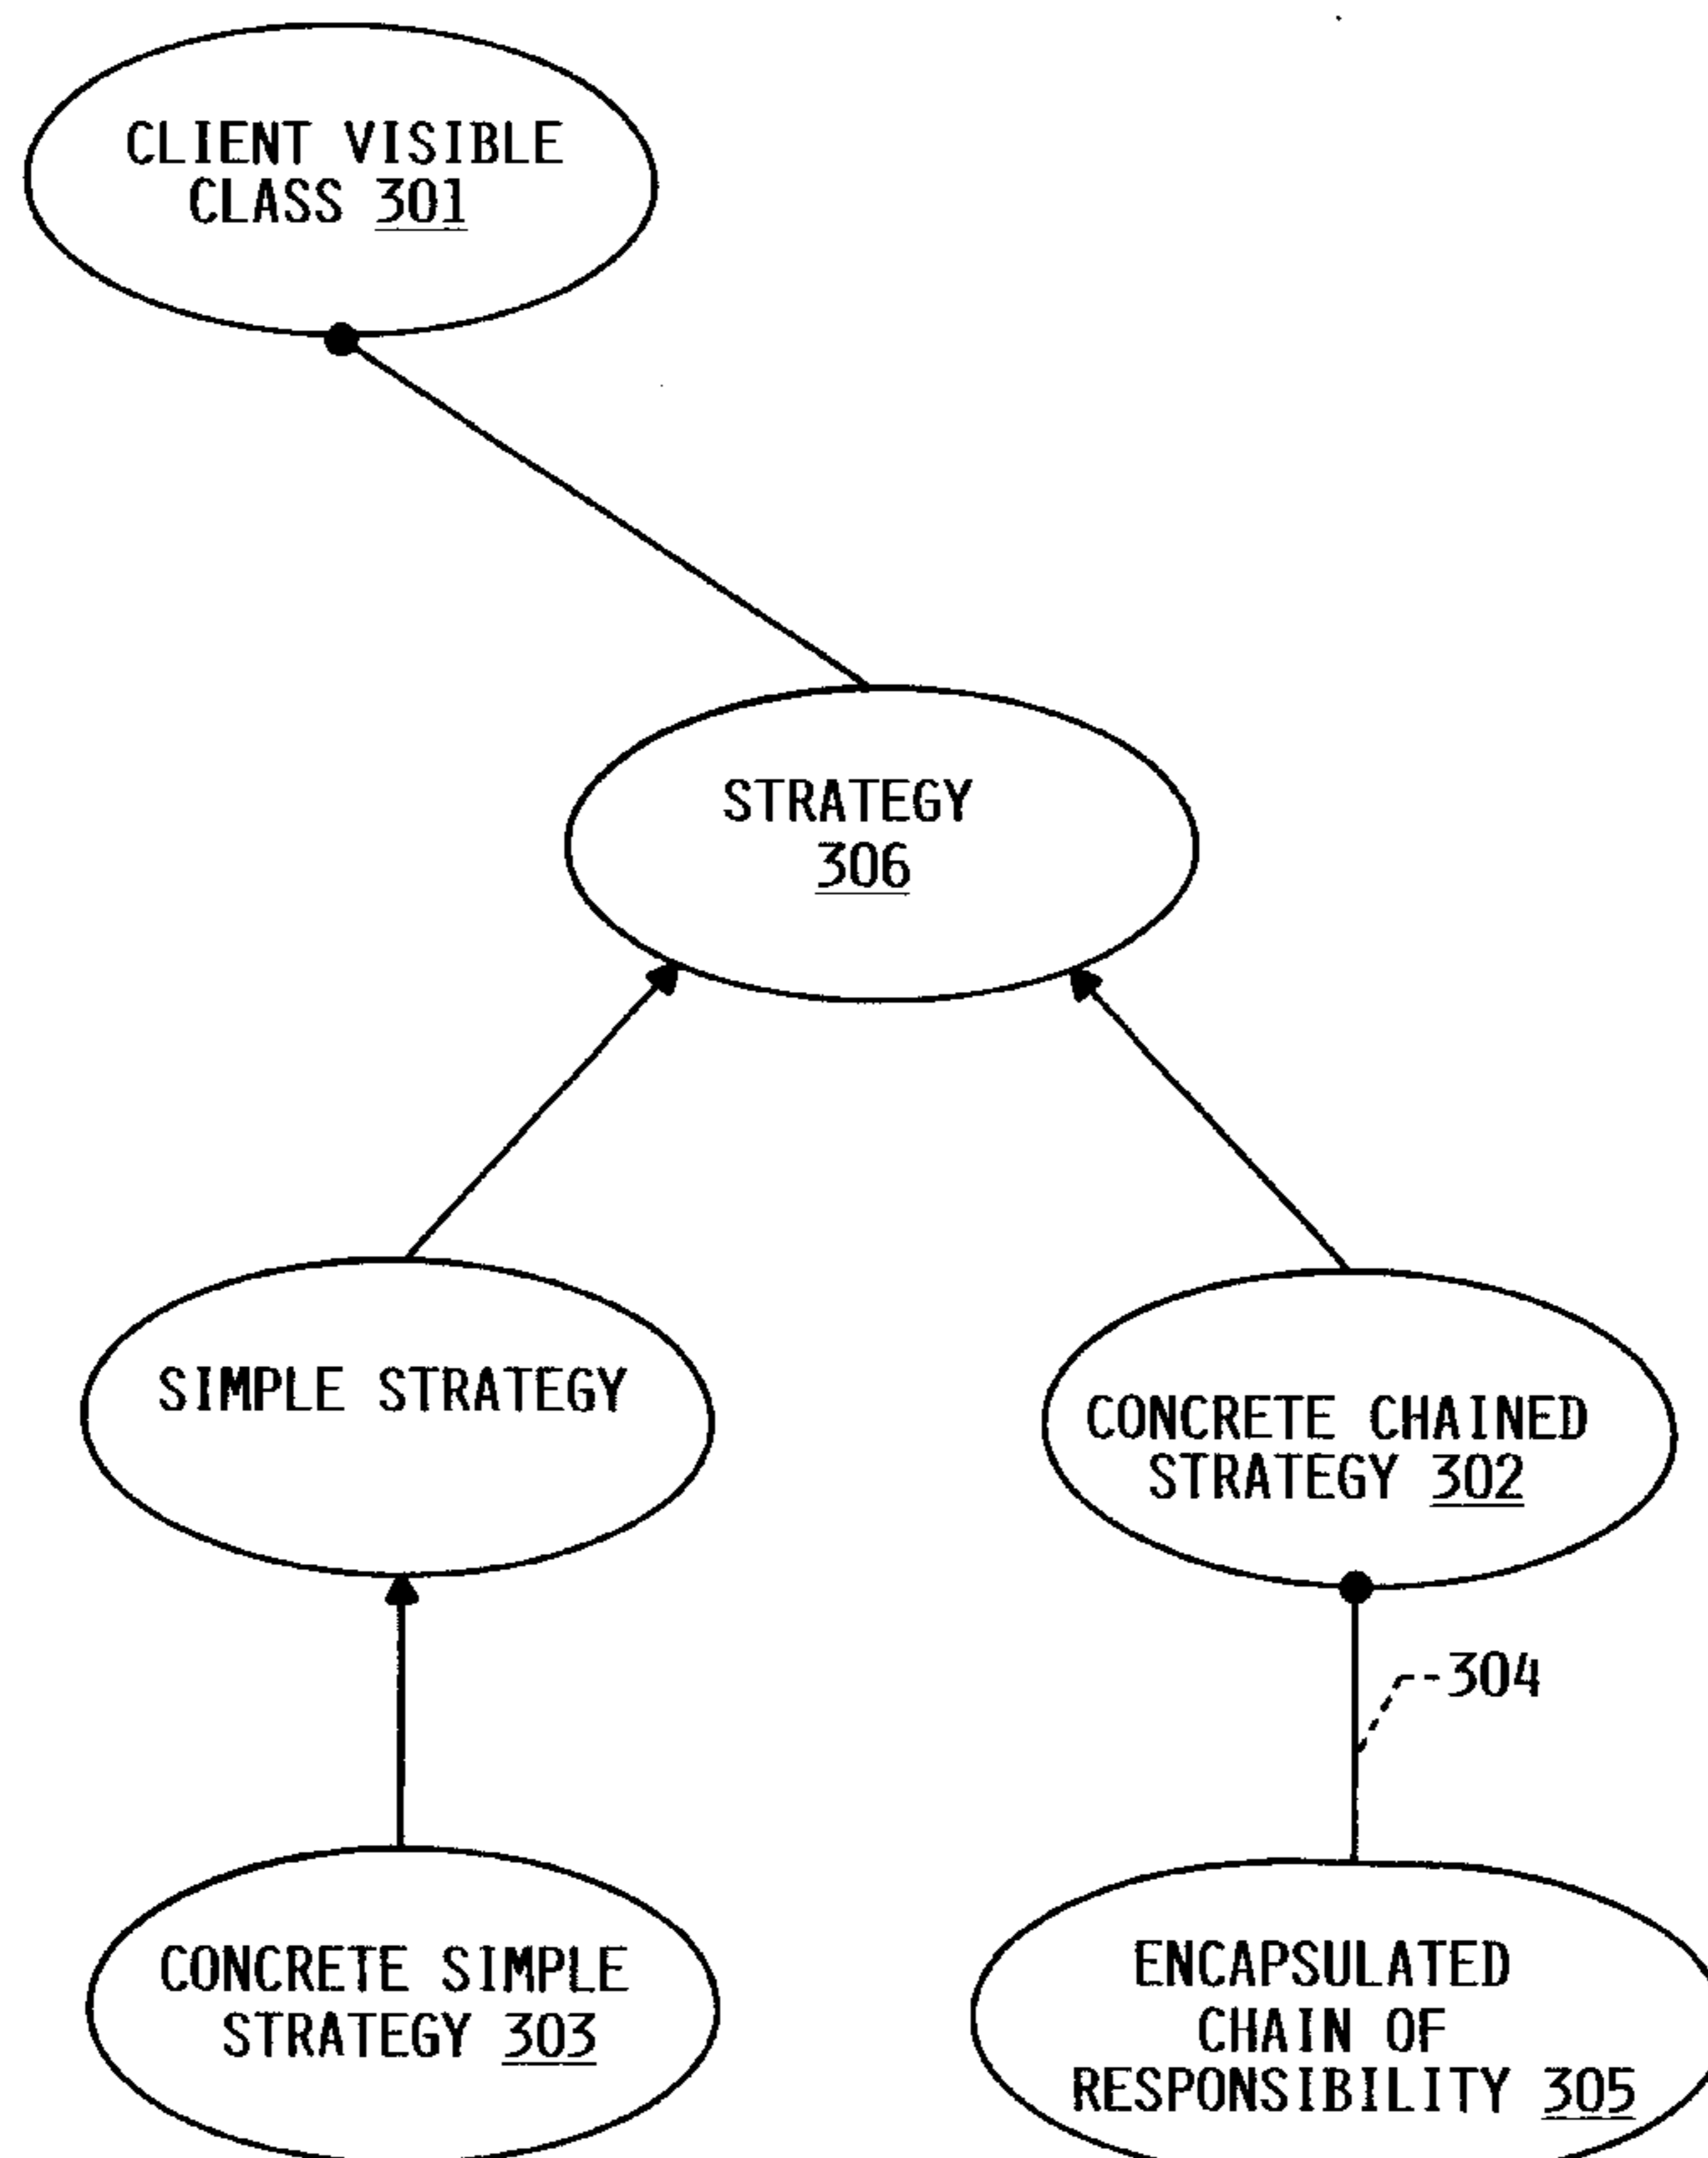 CLIENT VISIBLE
CLASS 301
STRATEGY
306
SIMPLE STRATEGY
CONCRETE CHAINED
STRATEGY 302
304
CONCRETE SIMPLE
STRATEGY 303
ENCAPSULATED
CHAIN OF
RESPONSIBILITY 305